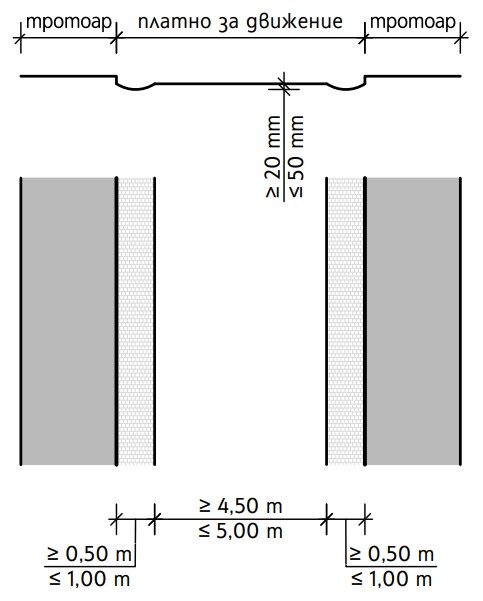 тротоар платно за движение тротоар
≥ 20 mm
≤ 50 mm
≥ 4,50 m
≤ 5,00 m
≥ 0,50 m
≤ 1,00 m
≥ 0,50 m
≤ 1,00 m